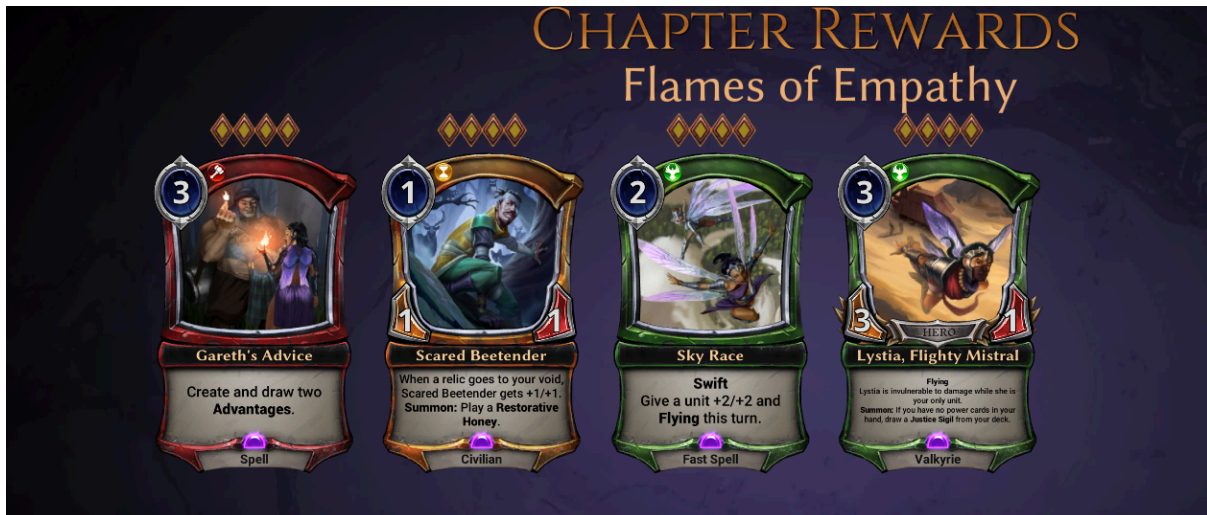 CHAPTER REWARDS
Flames of Empathy
3
Gareth's Advice
Create and draw two
Advantages.
Spell
1
1
1
Scared Beetender
When a relic goes to your void,
Scared Beetender gets +1/+1.
Summon: Play a Restorative
Honey.
Civilian
2
Sky Race
Swift
Give a unit +2/+2 and
Flying this turn.
Fast Spell
3
3
HERO
1
Lystia, Flighty Mistral
Flying
Lystia is invulnerable to damage while she is
your only unit.
Summon: If you have no power cards in your
hand, draw a Justice Sigil from your deck.
Valkyrie